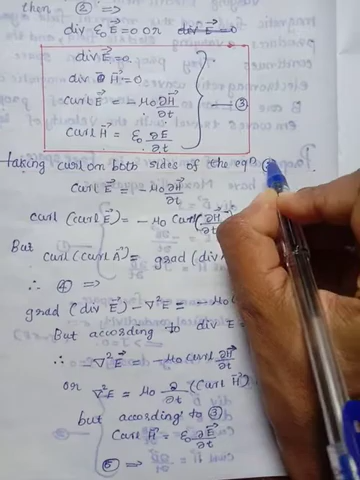 then ② ⇒
div ε₀E⃗ = 0 or div E⃗ = 0
div E⃗ = 0
div H⃗ = 0
curl E⃗ = -μ₀ ∂H⃗/∂t
curl H⃗ = ε₀ ∂E⃗/∂t
③
Taking curl on both sides of the eqn ③
curl E⃗ = -μ₀ ∂H⃗/∂t
curl (curl E⃗) = -μ₀ curl (∂H⃗/∂t
But curl (curl A⃗) = grad (div
∴ ④ ⇒
grad (div E⃗) - ∇²E = -μ₀
But according to div E =
∴ -∇²E⃗ = -μ₀ curl ∂H⃗/∂t
or ∇²E = μ₀ ∂/∂t (curl H⃗)
but according to ③
curl H⃗ = ε₀ ∂E⃗/∂t
⑤ ⇒